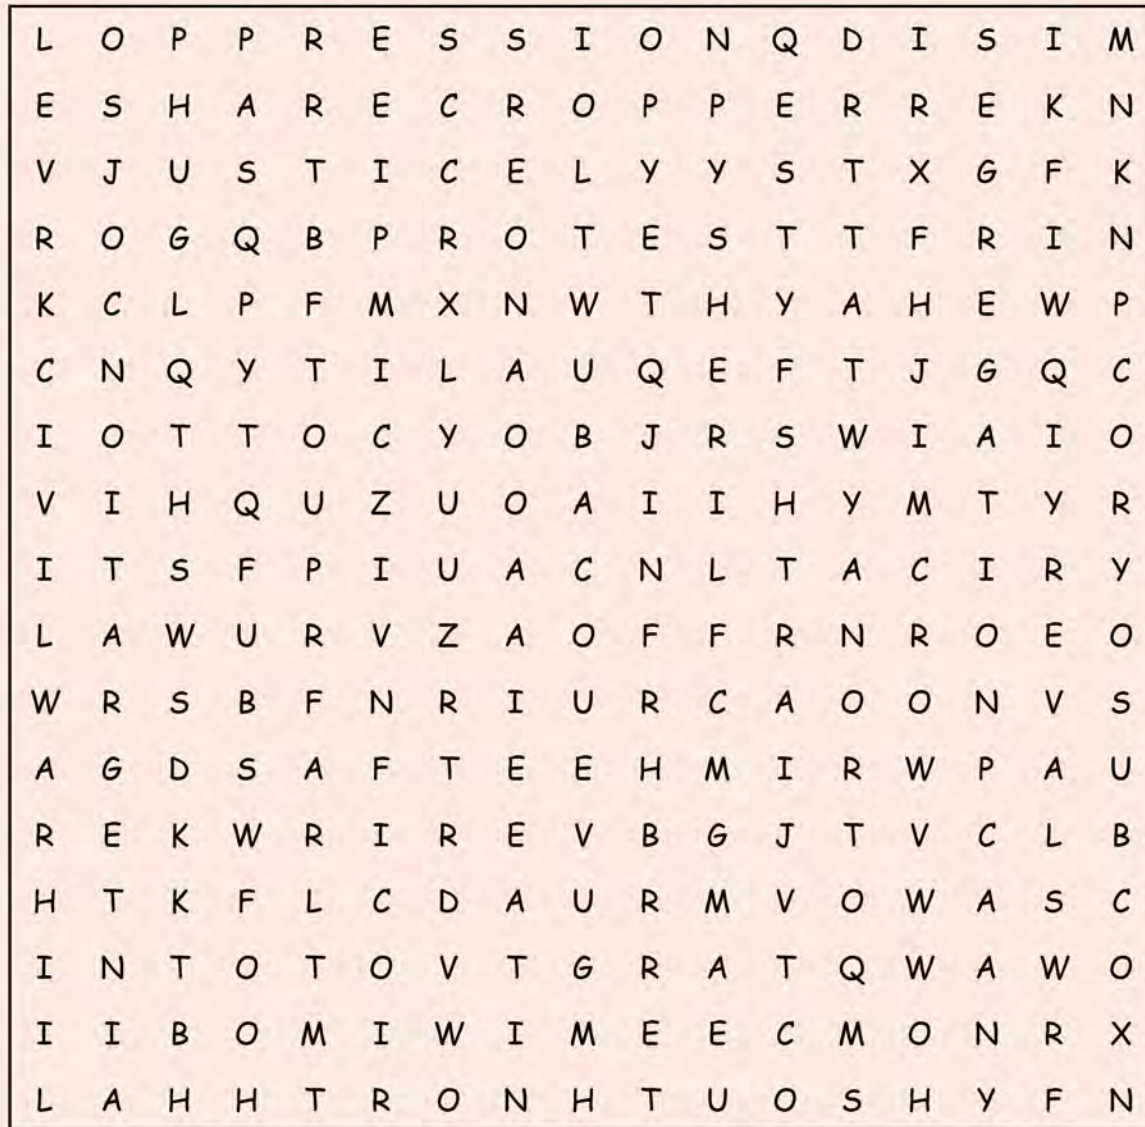 L O P P R E S S I O N Q D I S I M
E S H A R E C R O P P E R R E K N
V J U S T I C E L Y Y S T X G F K
R O G Q B P R O T E S T T F R I N
K C L P F M X N W T H Y A H E W P
C N Q Y T I L A U Q E F T J G Q C
I O T T O C Y O B J R S W I A I O
V I H Q U Z U O A I I H Y M T Y R
I T S F P I U A C N L T A C I R Y
L A W U R V Z A O F F R N R O E O
W R S B F N R I U R C A O O N V S
A G D S A F T E E H M I R W P A U
R E K W R I R E V B G J T V C L B
H T K F L C D A U R M V O W A S C
I N T O T O V T G R A T Q W A W O
I I B O M I W I M E E C M O N R X
L A H H T R O N H T U O S H Y F N